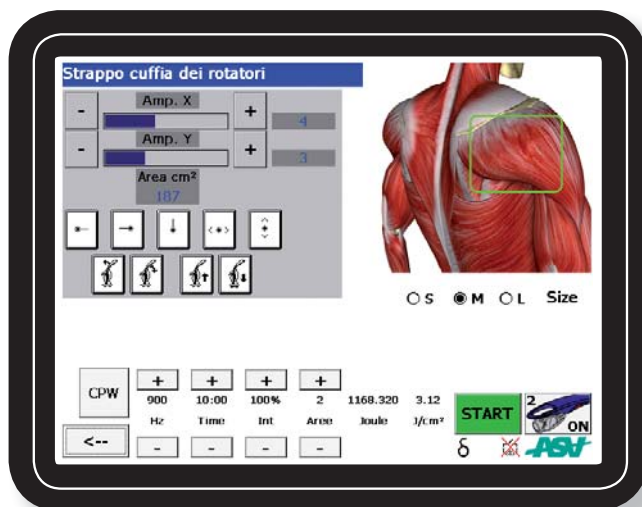 Strappo cuffia dei rotatori
- Amp. X + 4
- Amp. Y + 3
Area cm²
187
S M L Size
CPW
+ + + +
900 10:00 100% 2 1168.320 3.12
Hz Time Int Aree Joule J/cm²
- - - -
<--
START
2
ON
δ
ASA